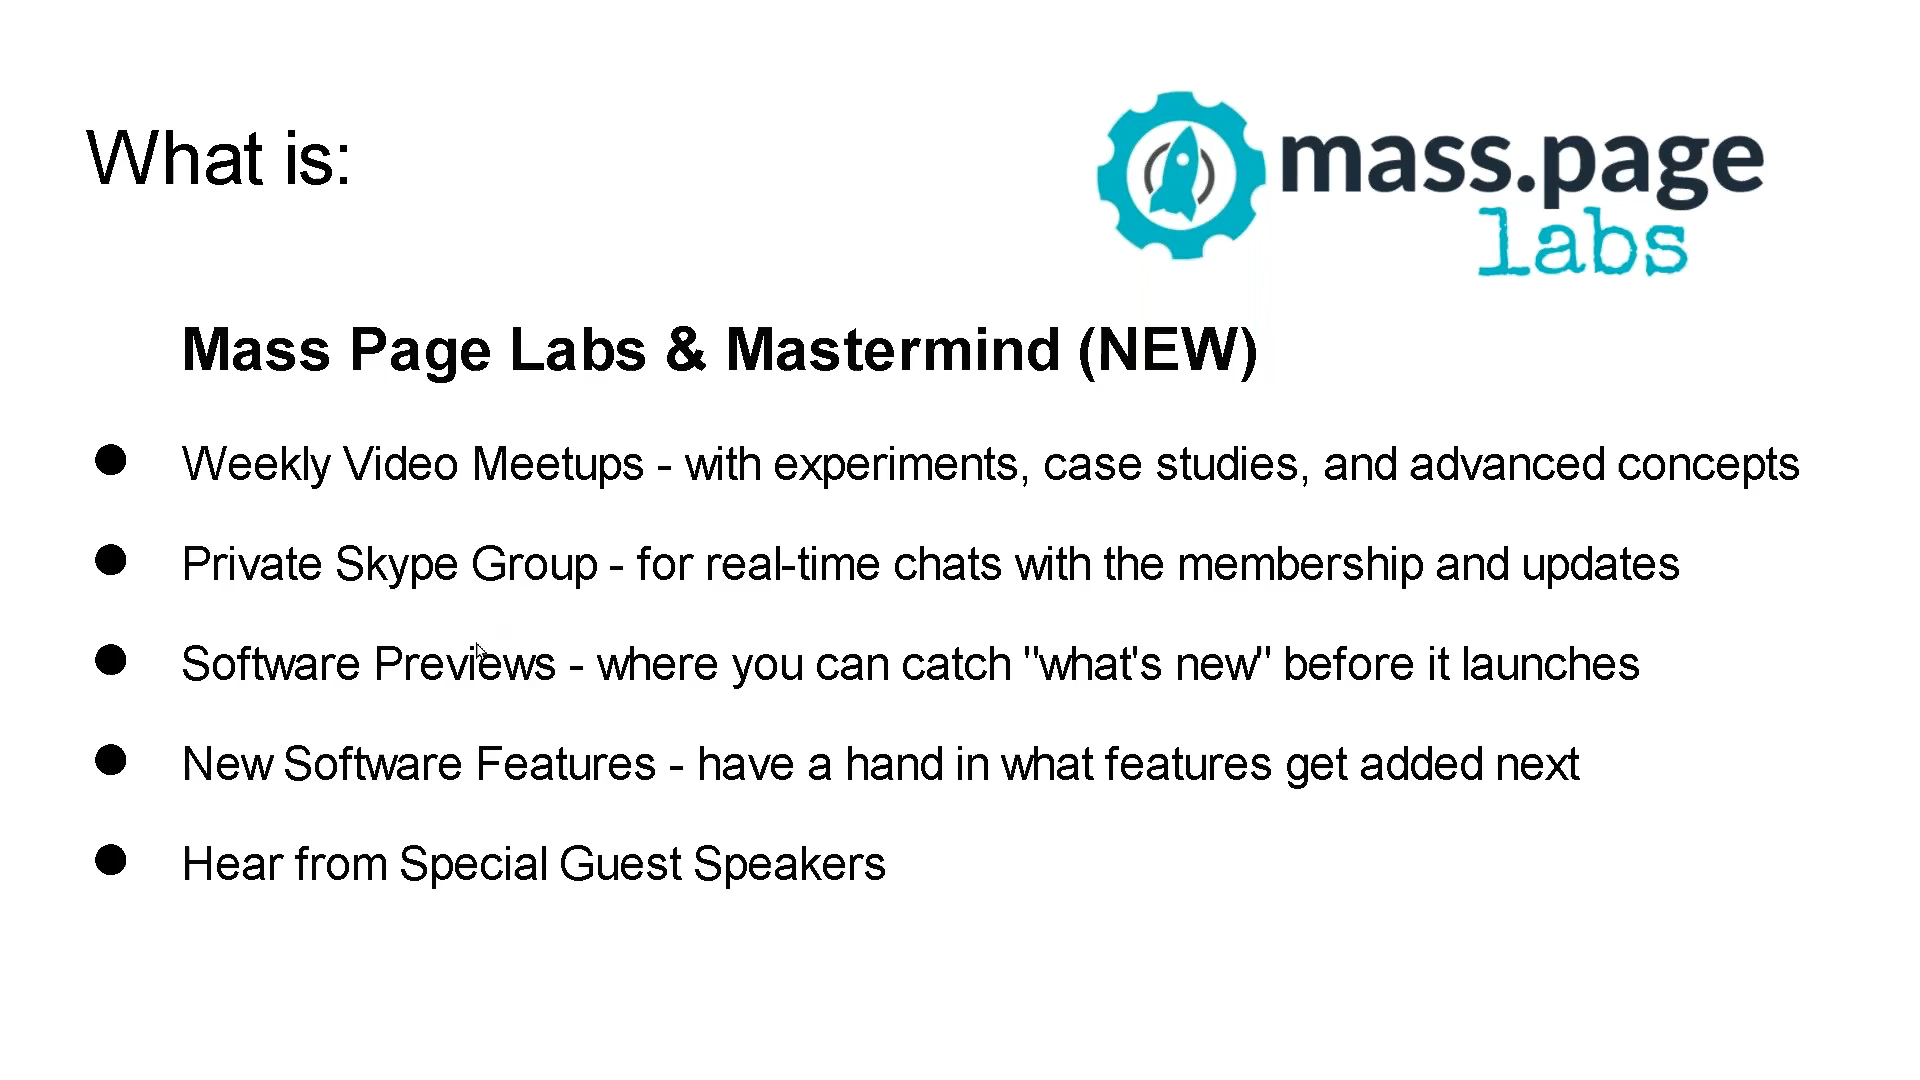 What is:
mass.page
labs
Mass Page Labs & Mastermind (NEW)
● Weekly Video Meetups - with experiments, case studies, and advanced concepts
● Private Skype Group - for real-time chats with the membership and updates
● Software Previews - where you can catch "what's new" before it launches
● New Software Features - have a hand in what features get added next
● Hear from Special Guest Speakers